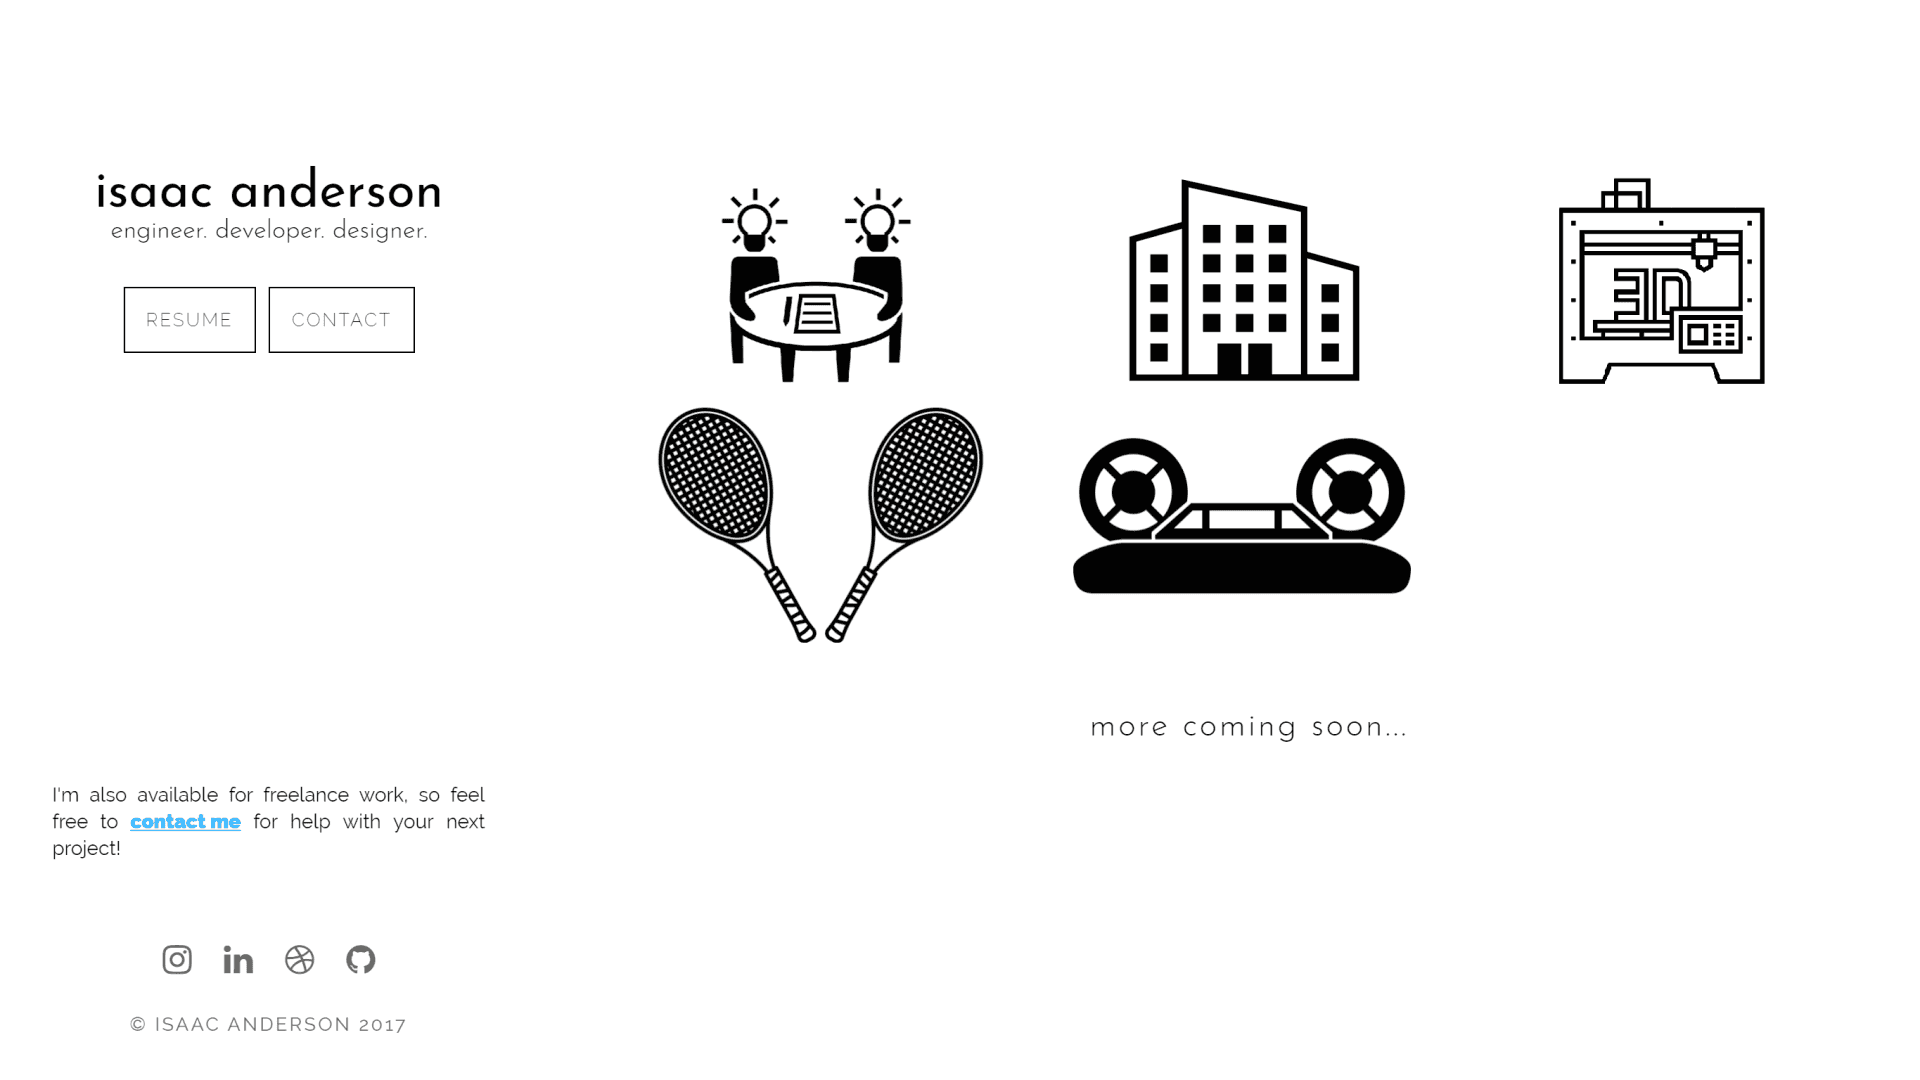 isaac anderson
engineer. developer. designer.
RESUME
CONTACT
3D
more coming soon...
I'm also available for freelance work, so feel
free to contact me for help with your next
project!
in
© ISAAC ANDERSON 2017